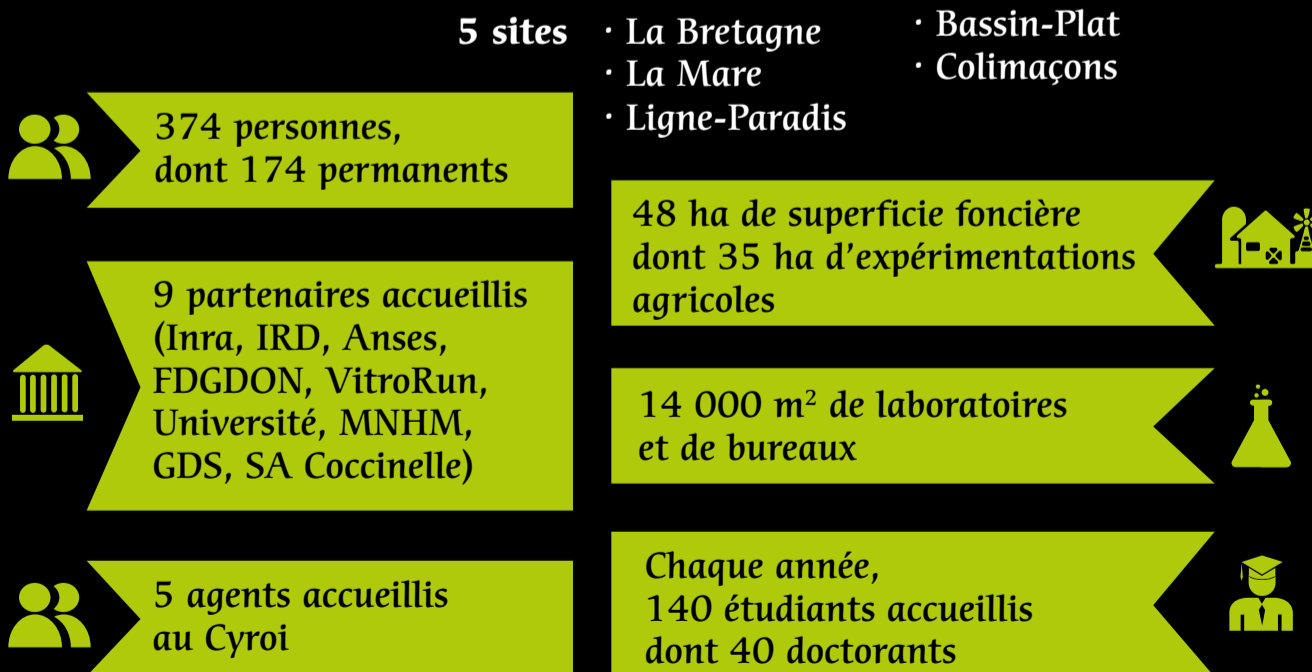 5 sites
· La Bretagne
· La Mare
· Ligne-Paradis
· Bassin-Plat
· Colimaçons
374 personnes,
dont 174 permanents
9 partenaires accueillis
(Inra, IRD, Anses,
FDGDON, VitroRun,
Université, MNHM,
GDS, SA Coccinelle)
5 agents accueillis
au Cyroi
48 ha de superficie foncière
dont 35 ha d'expérimentations
agricoles
14 000 m² de laboratoires
et de bureaux
Chaque année,
140 étudiants accueillis
dont 40 doctorants